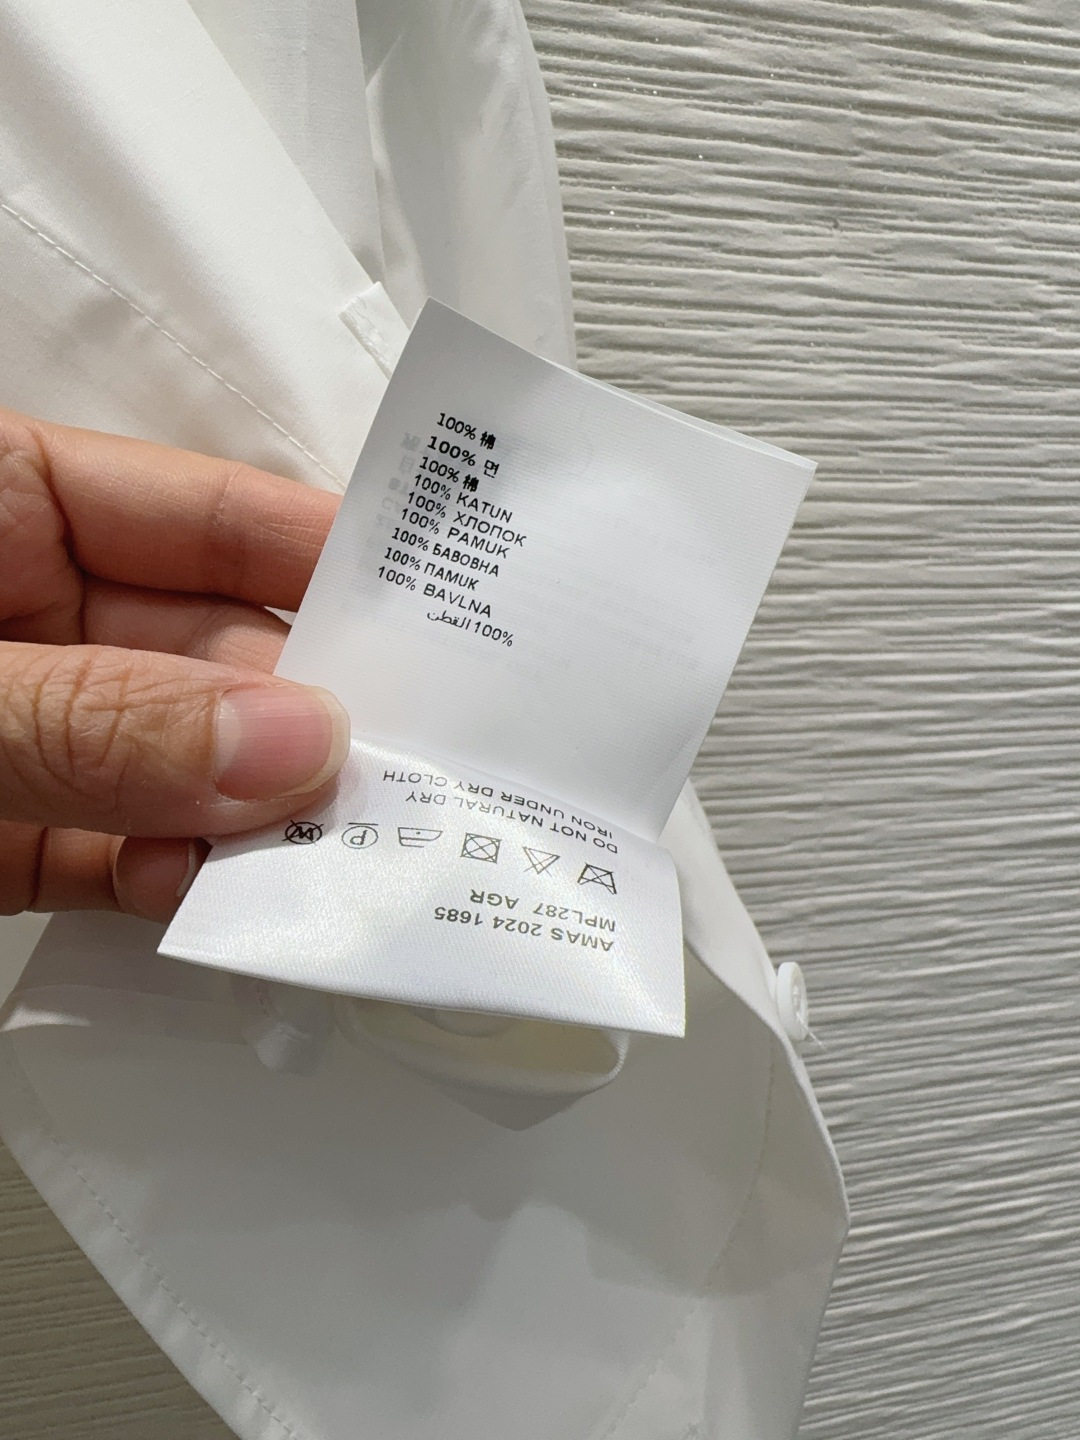 100% 棉
100% 면
100% 棉
100% KATUN
100% ХЛОПОК
100% PAMUK
100% БАВОВНА
100% ПАМUК
100% BAVLNA
100% القطن
AMAS 2024 1685
MPL287 AGR
P
W
DO NOT NATURAL DRY
IRON UNDER DRY CLOTH